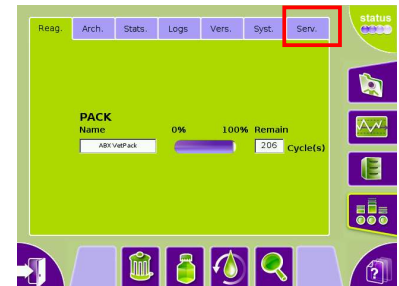 status
Reag. Arch. Stats. Logs Vers. Syst. Serv.
PACK
Name 0% 100% Remain
ABX VetPack 206 Cycle(s)
?